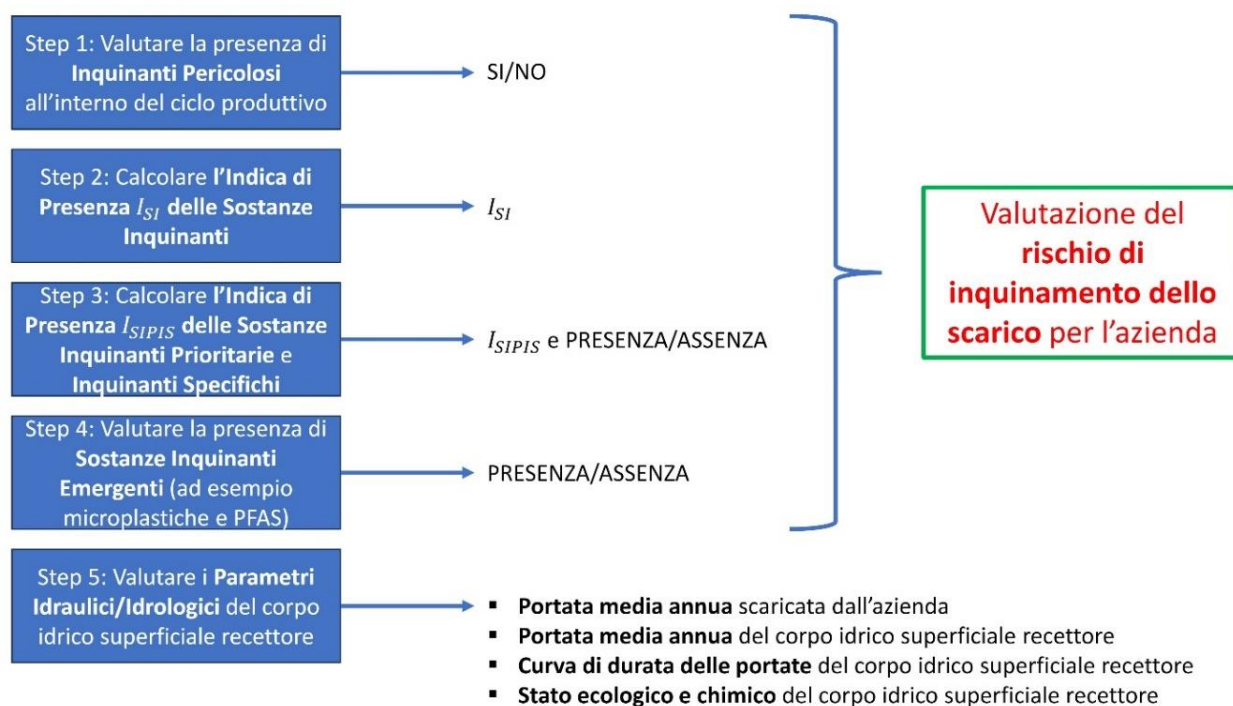 Step 1: Valutare la presenza di
Inquinanti Pericolosi
all'interno del ciclo produttivo
SI/NO
Step 2: Calcolare l'Indica di
Presenza I_SI delle Sostanze
Inquinanti
I_SI
Step 3: Calcolare l'Indica di
Presenza I_SIPIS delle Sostanze
Inquinanti Prioritarie e
Inquinanti Specifichi
I_SIPIS e PRESENZA/ASSENZA
Step 4: Valutare la presenza di
Sostanze Inquinanti
Emergenti (ad esempio
microplastiche e PFAS)
PRESENZA/ASSENZA
Valutazione del
rischio di
inquinamento dello
scarico per l'azienda
Step 5: Valutare i Parametri
Idraulici/Idrologici del corpo
idrico superficiale recettore
▪ Portata media annua scaricata dall'azienda
▪ Portata media annua del corpo idrico superficiale recettore
▪ Curva di durata delle portate del corpo idrico superficiale recettore
▪ Stato ecologico e chimico del corpo idrico superficiale recettore